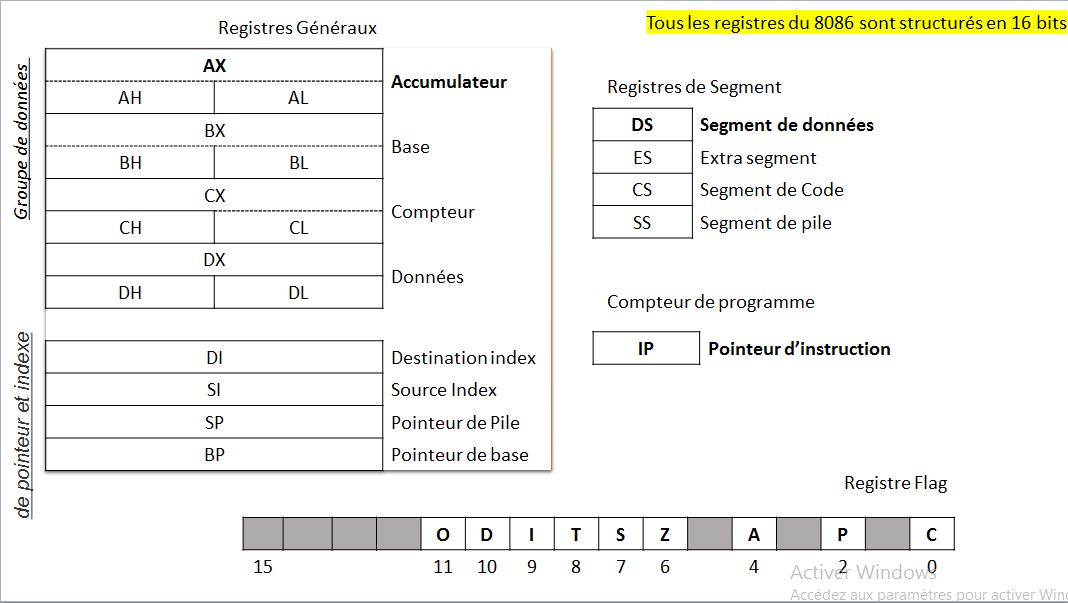 Registres Généraux
Tous les registres du 8086 sont structurés en 16 bits
Groupe de données
AX
Accumulateur
AH AL
BX
Base
BH BL
CX
Compteur
CH CL
DX
Données
DH DL
de pointeur et indexe
DI Destination index
SI Source Index
SP Pointeur de Pile
BP Pointeur de base
Registres de Segment
DS Segment de données
ES Extra segment
CS Segment de Code
SS Segment de pile
Compteur de programme
IP Pointeur d’instruction
Registre Flag
O D I T S Z A P C
15 11 10 9 8 7 6 4 2 0
Activer Windows
Accédez aux paramètres pour activer Win